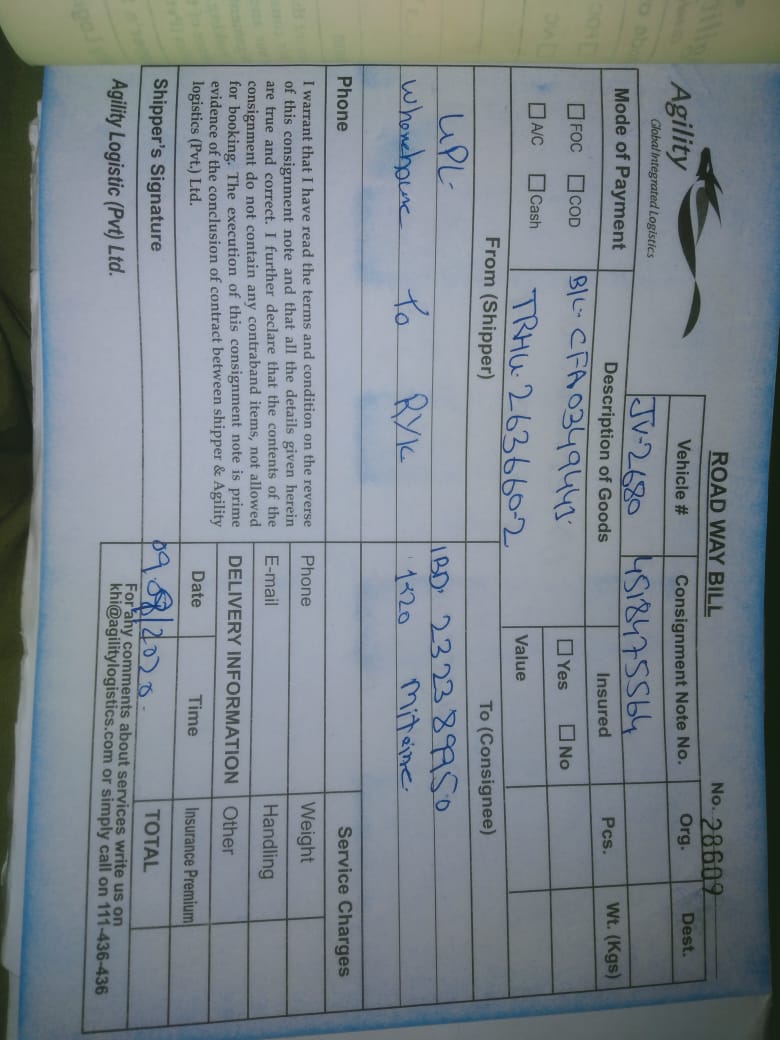 ROAD WAY BILL
No. 28609
Agility
Global Integrated Logistics
Vehicle # Consignment Note No. Org. Dest.
JV-2680 4518475564
Mode of Payment Description of Goods Insured Pcs. Wt. (Kgs)
FOC COD B/L- CFA0349441 Yes No
A/C Cash TRHU 263660-2 Value
From (Shipper) To (Consignee)
UPL IBD. 232389950
To RYK 1x20
Phone Service Charges
I warrant that I have read the terms and condition on the reverse
of this consignment note and that all the details given herein
are true and correct. I further declare that the contents of the
consignment do not contain any contraband items, not allowed
for booking. The execution of this consignment note is prime
evidence of the conclusion of contract between shipper & Agility
logistics (Pvt.) Ltd.
Phone Weight
E-mail Handling
DELIVERY INFORMATION Other
Date Time Insurance Premium
Shipper's Signature 09.08/2020 TOTAL
Agility Logistic (Pvt) Ltd.
For any comments about services write us on
khi@agilitylogistics.com or simply call on 111-436-436